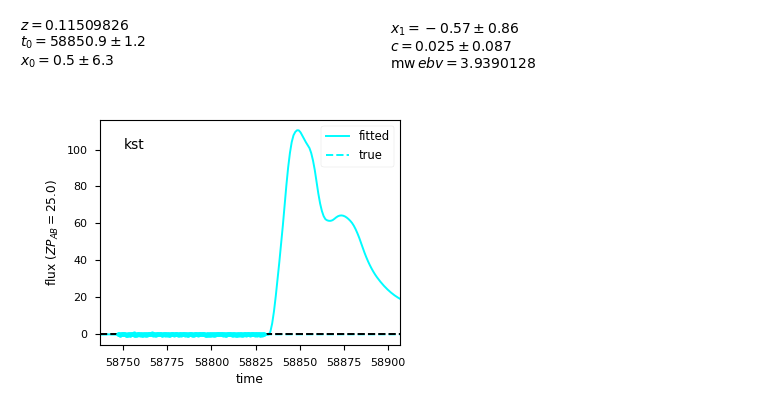 z = 0.11509826
t₀ = 58850.9 ± 1.2
x₀ = 0.5 ± 6.3
x₁ = −0.57 ± 0.86
c = 0.025 ± 0.087
mw ebv = 3.9390128
kst
fitted
true
flux (ZP_AB = 25.0)
100
80
60
40
20
0
58750 58775 58800 58825 58850 58875 58900
time